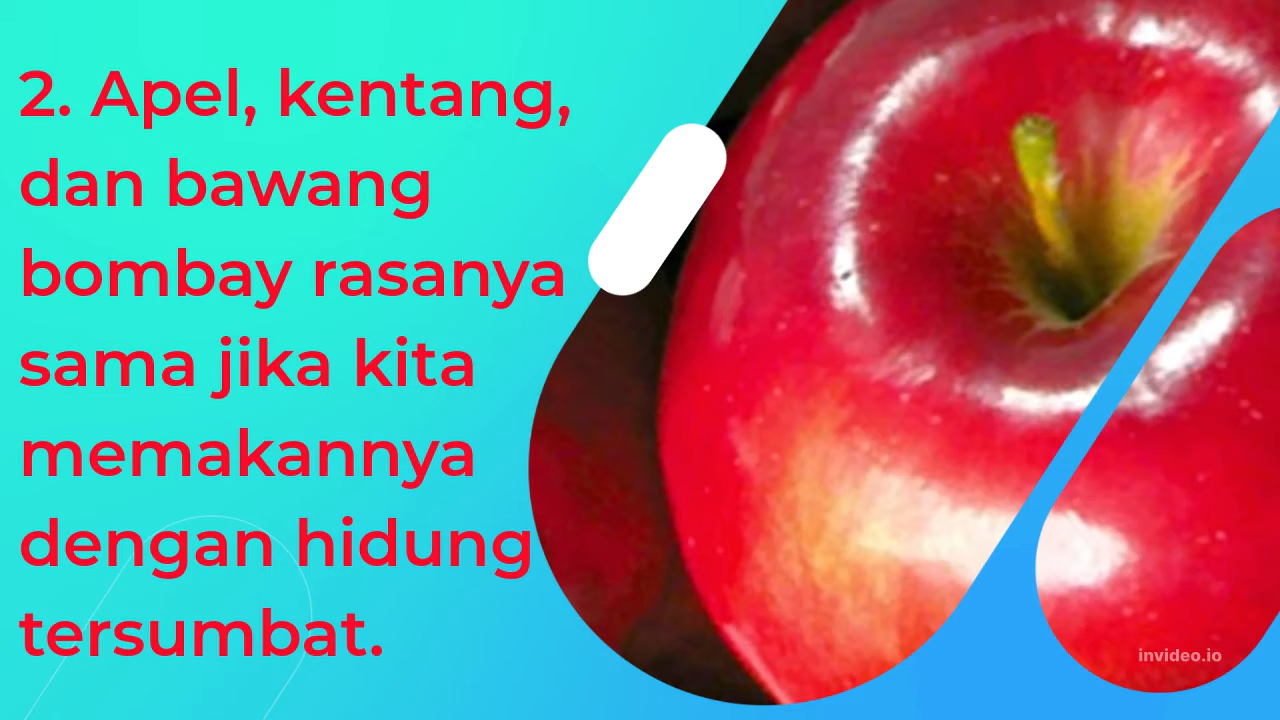 2. Apel, kentang,
dan bawang
bombay rasanya
sama jika kita
memakannya
dengan hidung
tersumbat.
invideo.io